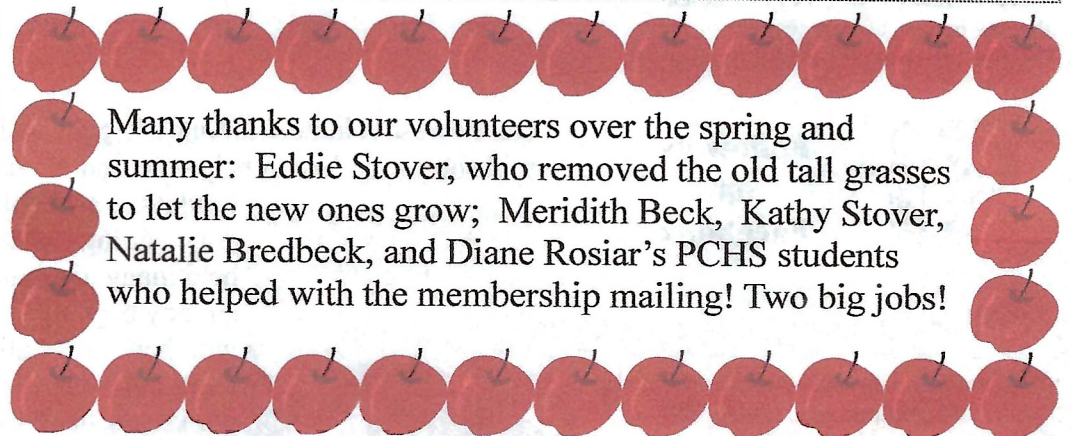 Many thanks to our volunteers over the spring and
summer:  Eddie Stover, who removed the old tall grasses
to let the new ones grow;  Meridith Beck,  Kathy Stover,
Natalie Bredbeck, and Diane Rosiar's PCHS students
who helped with the membership mailing! Two big jobs!